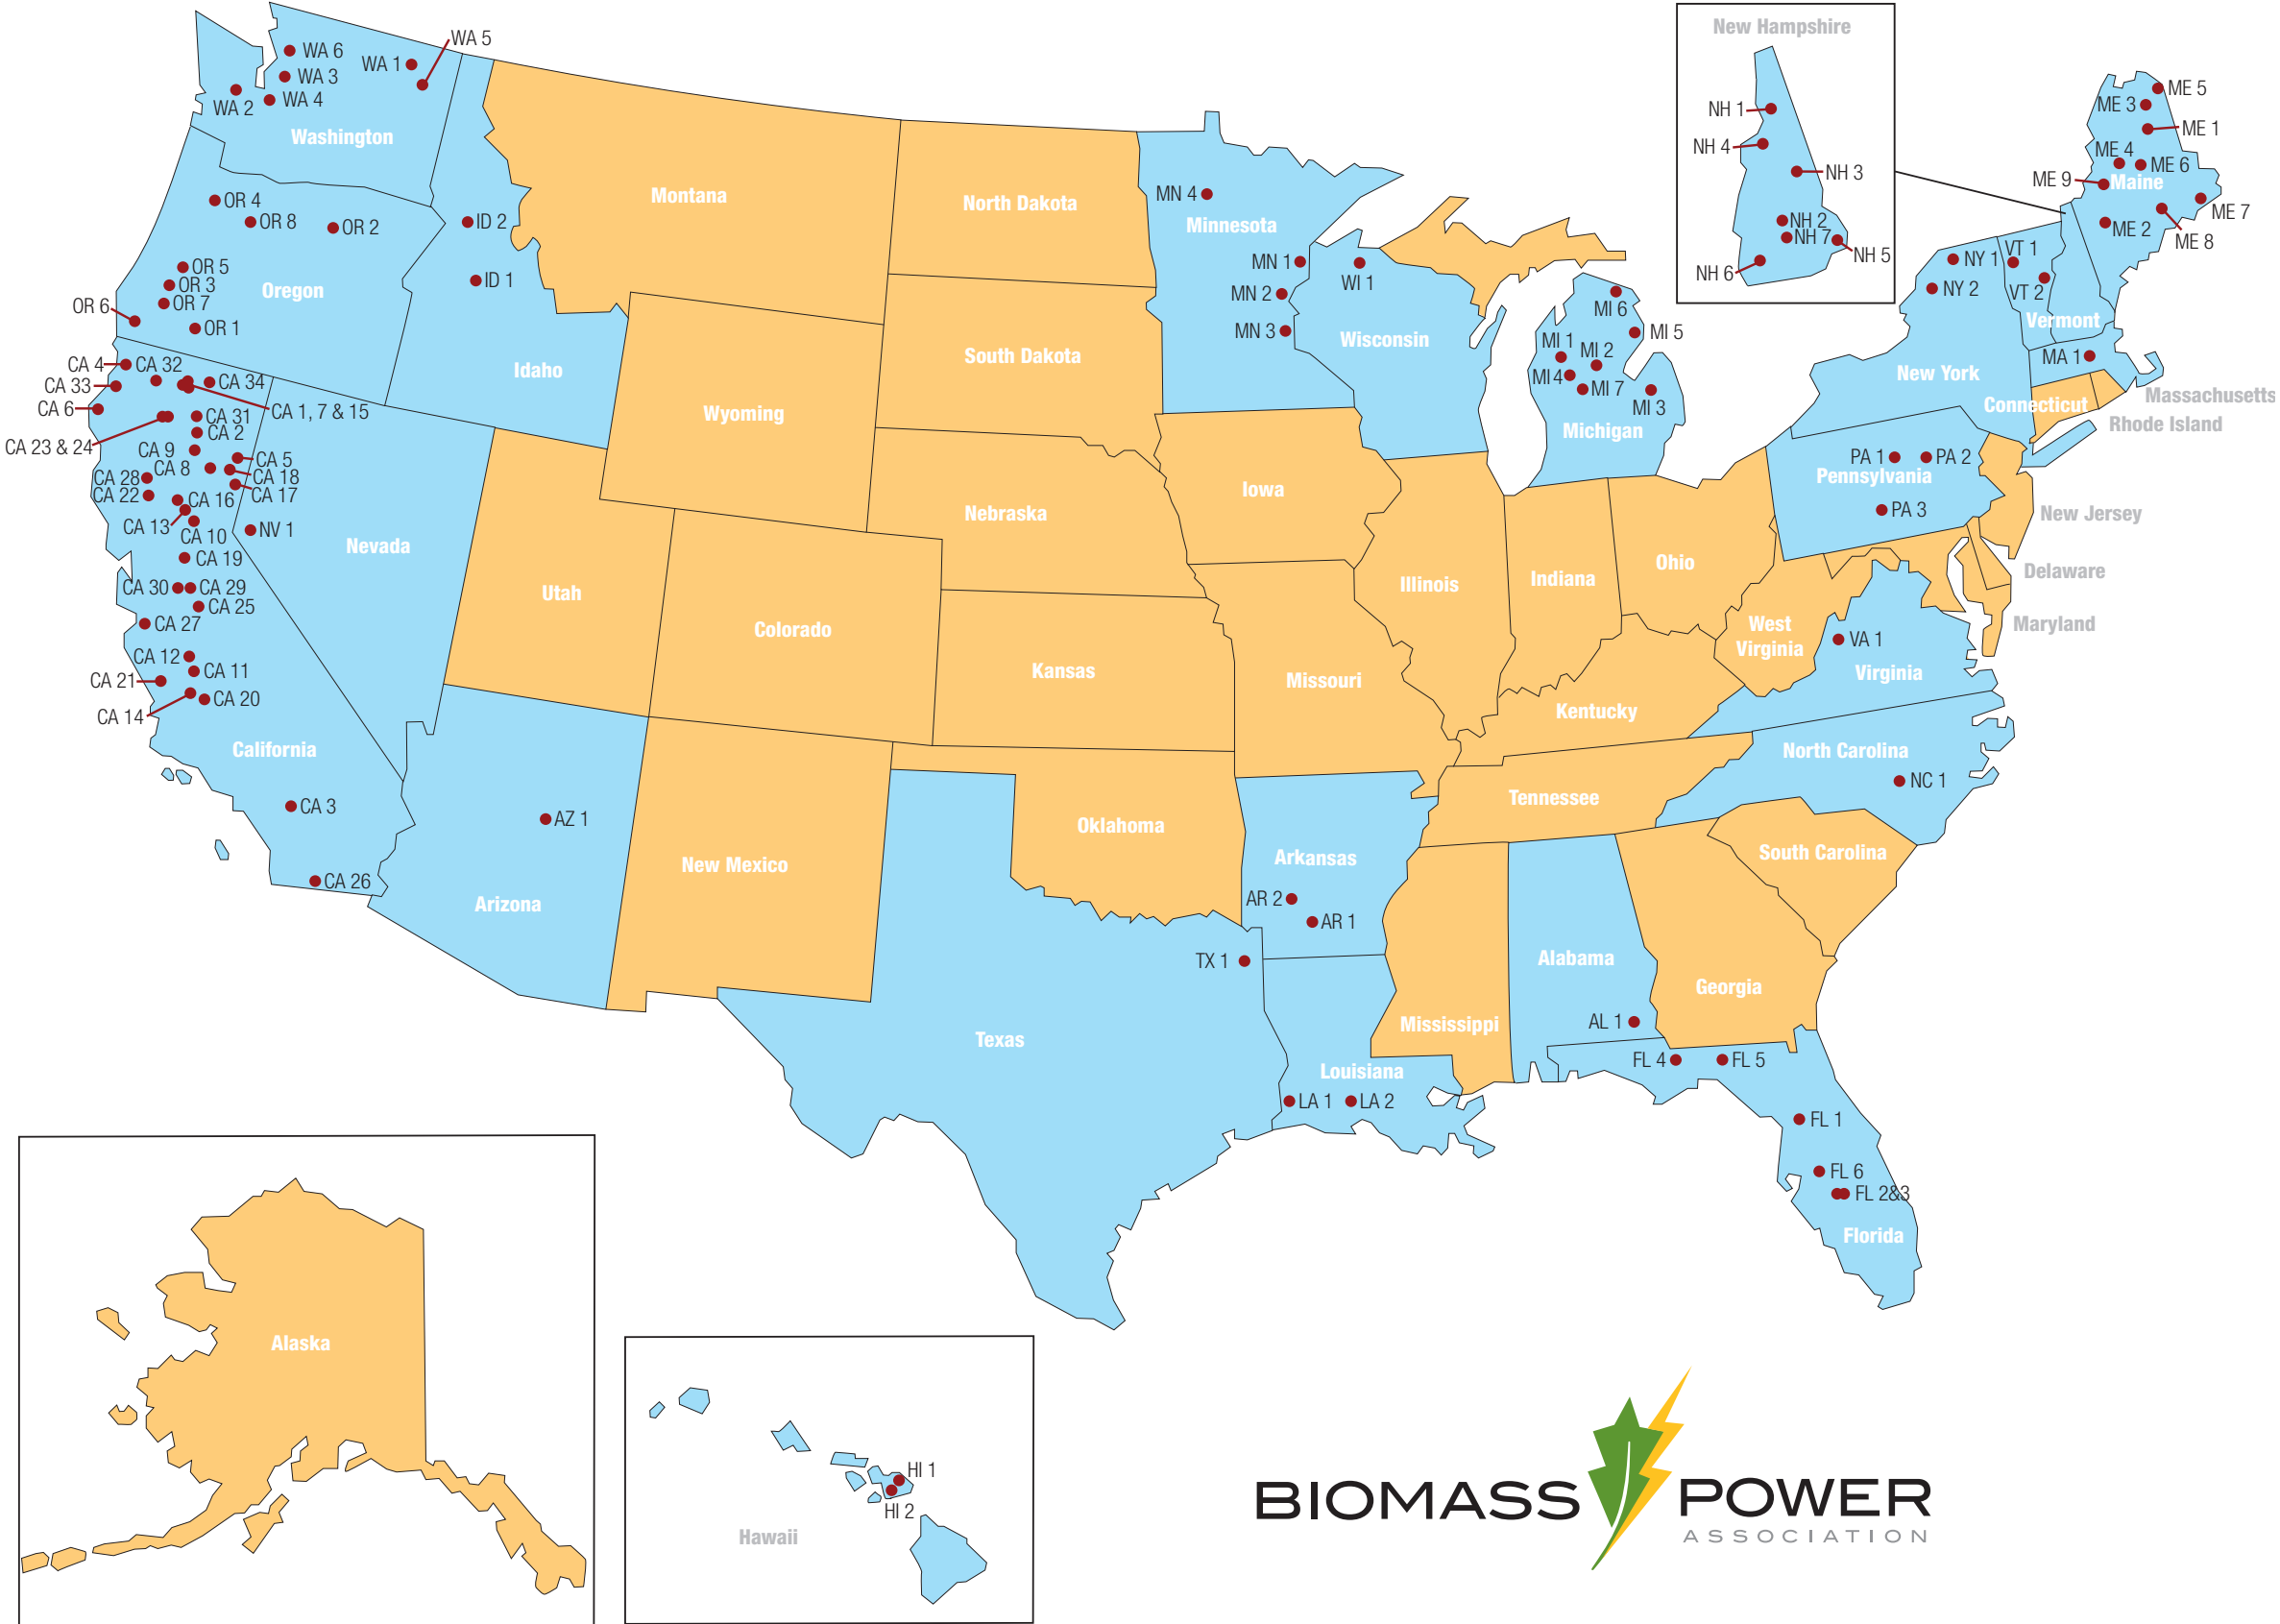 New Hampshire
WA 5
WA 6
WA 1
WA 3
WA 2
WA 4
Washington
ME 5
ME 3
NH 1
ME 1
NH 4
ME 4
ME 6
NH 3
ME 9
Maine
ME 7
Montana
North Dakota
MN 4
Minnesota
OR 4
OR 8
OR 2
ID 2
NH 2
NH 7
NH 5
NH 6
ME 2
ME 8
NY 1
VT 1
NY 2
VT 2
Vermont
OR 5
OR 3
OR 7
OR 6
OR 1
Oregon
ID 1
MN 1
MN 2
MN 3
WI 1
Wisconsin
MI 6
MI 5
MI 1
MI 2
MI 4
MI 7
MI 3
Michigan
MA 1
New York
Massachusetts
Connecticut
Rhode Island
South Dakota
Idaho
Wyoming
CA 4
CA 32
CA 33
CA 34
CA 6
CA 1, 7 & 15
CA 31
CA 2
CA 23 & 24
CA 9
CA 5
CA 8
CA 18
CA 28
CA 17
CA 22
CA 16
CA 13
CA 10
NV 1
Nevada
CA 19
CA 30
CA 29
CA 25
CA 27
CA 12
CA 11
CA 21
CA 20
CA 14
California
CA 3
CA 26
PA 1
PA 2
Pennsylvania
PA 3
New Jersey
Delaware
Maryland
Iowa
Nebraska
Utah
Colorado
Kansas
Illinois
Indiana
Ohio
West
Virginia
VA 1
Virginia
Missouri
Kentucky
North Carolina
NC 1
Tennessee
South Carolina
AZ 1
Arizona
New Mexico
Oklahoma
Arkansas
AR 2
AR 1
TX 1
Texas
Mississippi
Alabama
AL 1
Georgia
Louisiana
LA 1
LA 2
FL 4
FL 5
FL 1
FL 6
FL 2&3
Florida
Alaska
HI 1
HI 2
Hawaii
BIOMASS POWER
ASSOCIATION